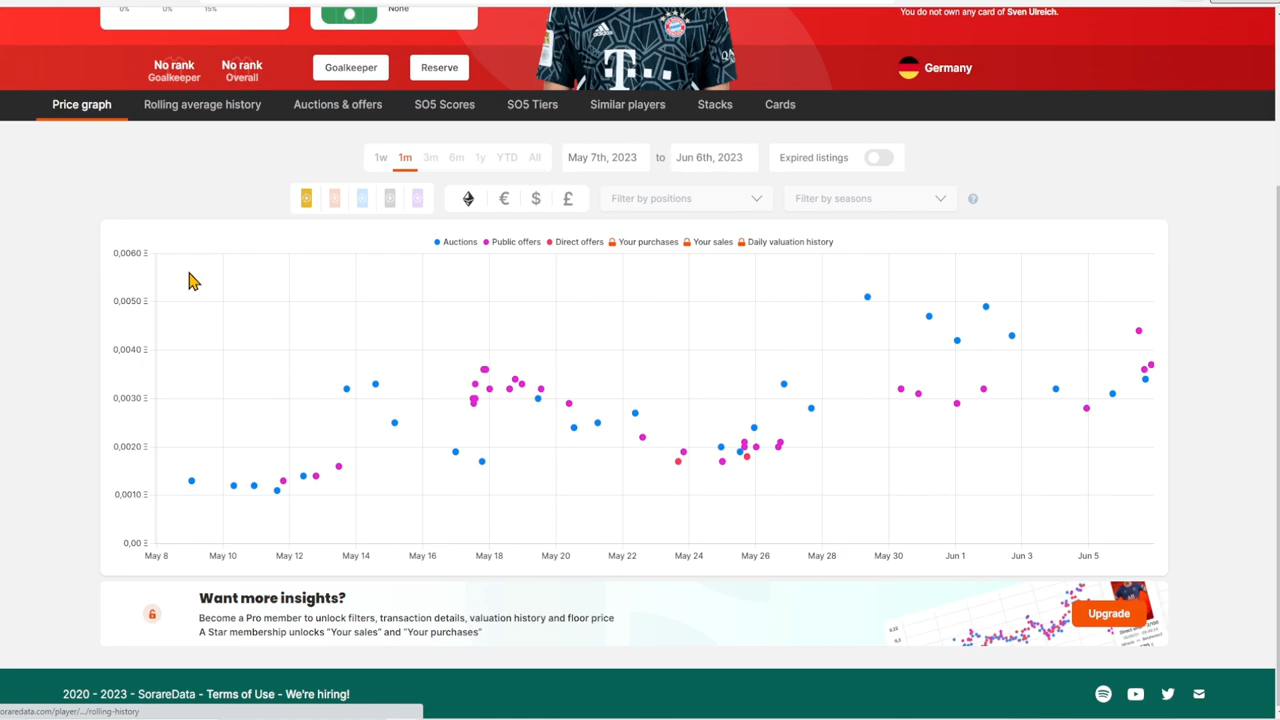 0% 0% 15%
None
You do not own any card of Sven Ulreich.
No rank
Goalkeeper
No rank
Overall
Goalkeeper
Reserve
Germany
Price graph Rolling average history Auctions & offers SO5 Scores SO5 Tiers Similar players Stacks Cards
1w 1m 3m 6m 1y YTD All
May 7th, 2023 to Jun 6th, 2023
Expired listings
€ $ £
Filter by positions
Filter by seasons
?
Auctions Public offers Direct offers Your purchases Your sales Daily valuation history
0,0060 Ξ
0,0050 Ξ
0,0040 Ξ
0,0030 Ξ
0,0020 Ξ
0,0010 Ξ
0,00 Ξ
May 8 May 10 May 12 May 14 May 16 May 18 May 20 May 22 May 24 May 26 May 28 May 30 Jun 1 Jun 3 Jun 5
Want more insights?
Become a Pro member to unlock filters, transaction details, valuation history and floor price
A Star membership unlocks "Your sales" and "Your purchases"
Upgrade
2020 - 2023 - SorareData - Terms of Use - We're hiring!
oraredata.com/player/.../rolling-history